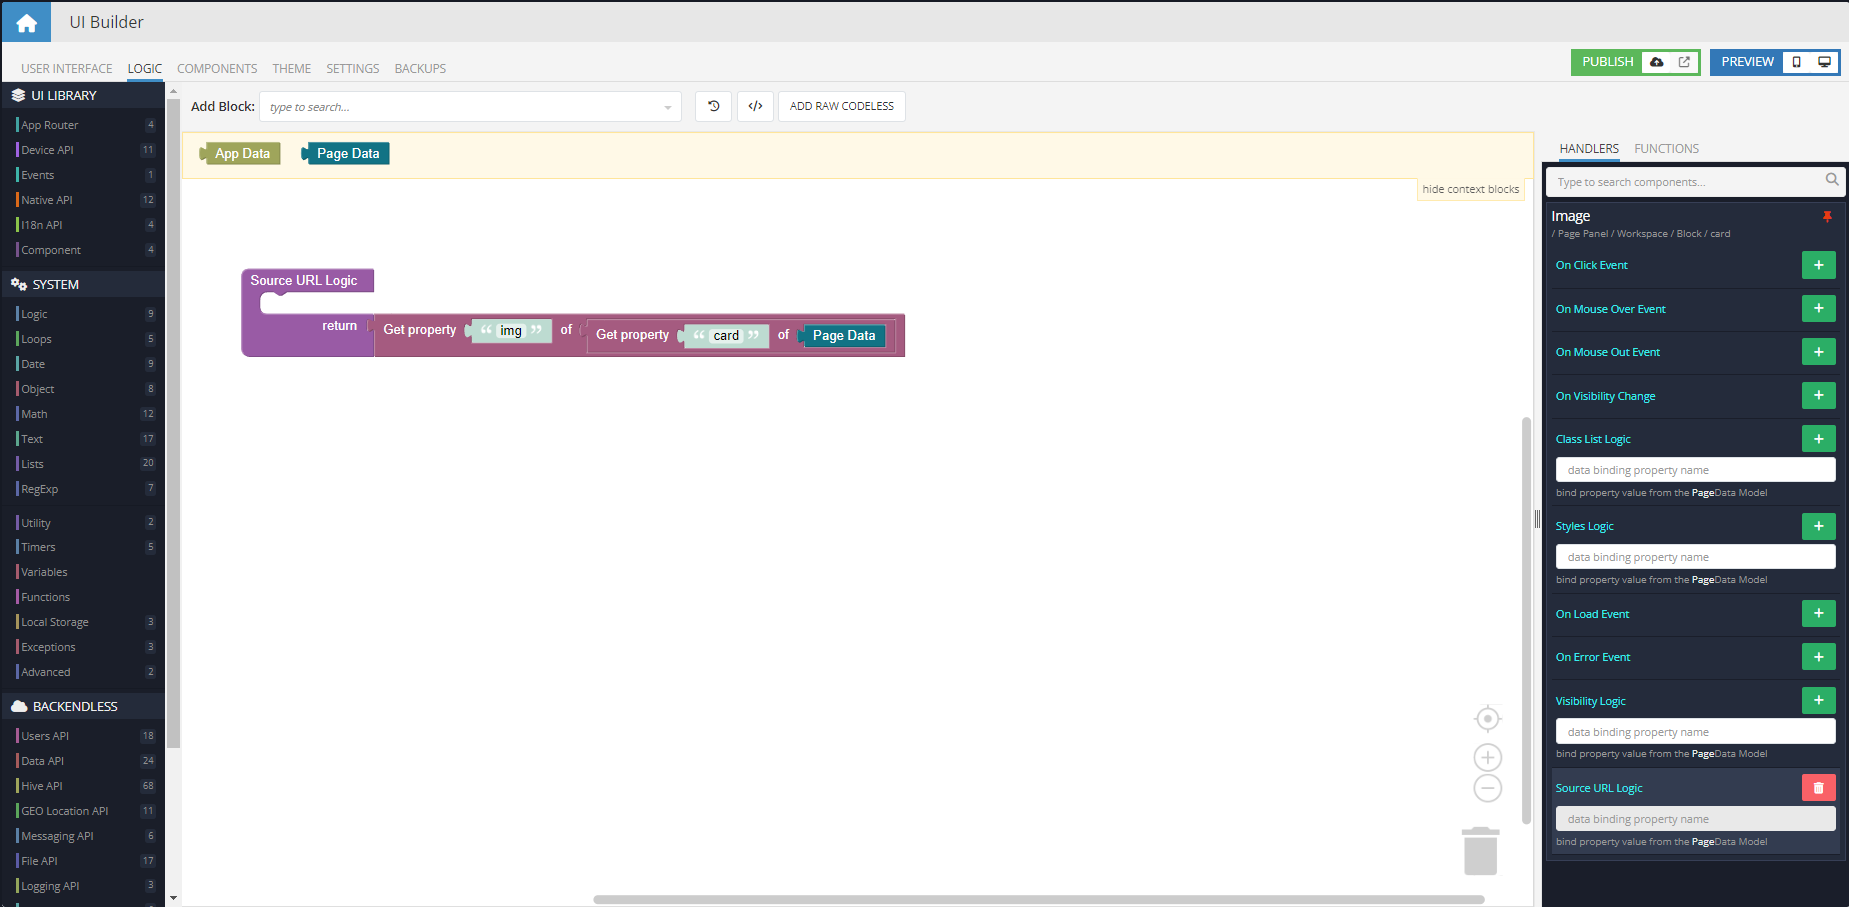 UI Builder
USER INTERFACE LOGIC COMPONENTS THEME SETTINGS BACKUPS
PUBLISH
PREVIEW
UI LIBRARY
App Router 4
Device API 11
Events 1
Native API 12
I18n API 4
Component 4
SYSTEM
Logic 9
Loops 5
Date 9
Object 8
Math 12
Text 17
Lists 20
RegExp 7
Utility 2
Timers 5
Variables
Functions
Local Storage 3
Exceptions 3
Advanced 2
BACKENDLESS
Users API 18
Data API 24
Hive API 68
GEO Location API 11
Messaging API 6
File API 17
Logging API 3
Add Block: type to search...
</> ADD RAW CODELESS
App Data Page Data
hide context blocks
Source URL Logic
return Get property “ img ” of Get property “ card ” of Page Data
HANDLERS FUNCTIONS
Type to search components...
Image
/ Page Panel / Workspace / Block / card
On Click Event +
On Mouse Over Event +
On Mouse Out Event +
On Visibility Change +
Class List Logic +
data binding property name
bind property value from the PageData Model
Styles Logic +
data binding property name
bind property value from the PageData Model
On Load Event +
On Error Event +
Visibility Logic +
data binding property name
bind property value from the PageData Model
Source URL Logic
data binding property name
bind property value from the PageData Model